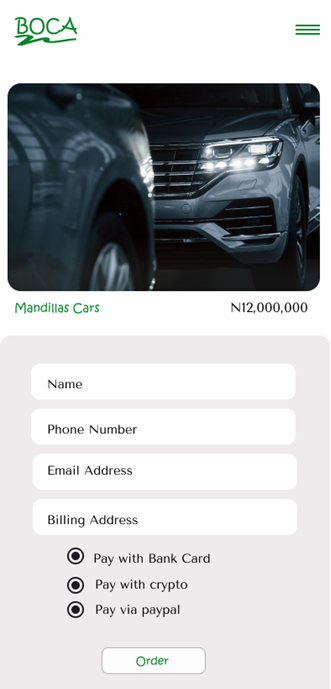 BOCA
Mandillas Cars
N12,000,000
Name
Phone Number
Email Address
Billing Address
Pay with Bank Card
Pay with crypto
Pay via paypal
Order